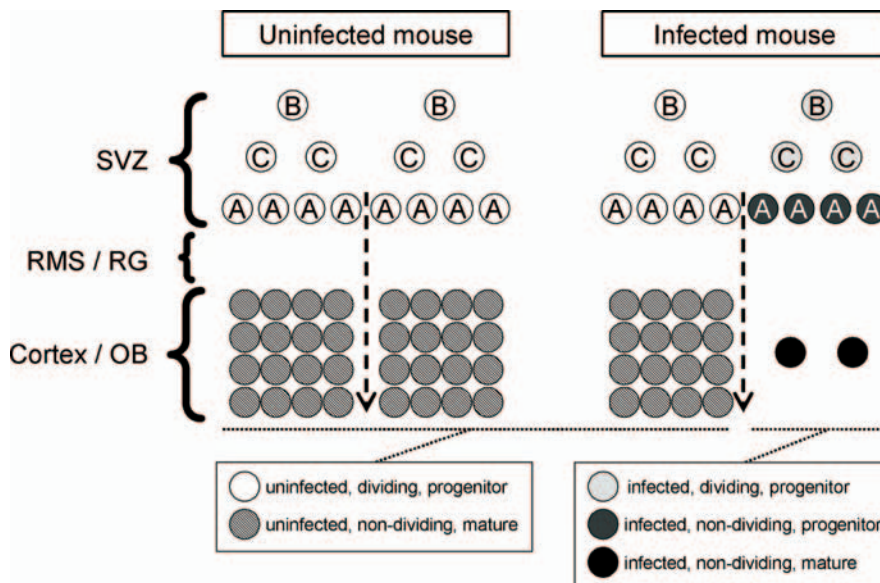 Uninfected mouse Infected mouse
B B B B
SVZ
C C C C C C C C
A A A A A A A A A A A A A A A A
RMS / RG
Cortex / OB
uninfected, dividing, progenitor
uninfected, non-dividing, mature
infected, dividing, progenitor
infected, non-dividing, progenitor
infected, non-dividing, mature